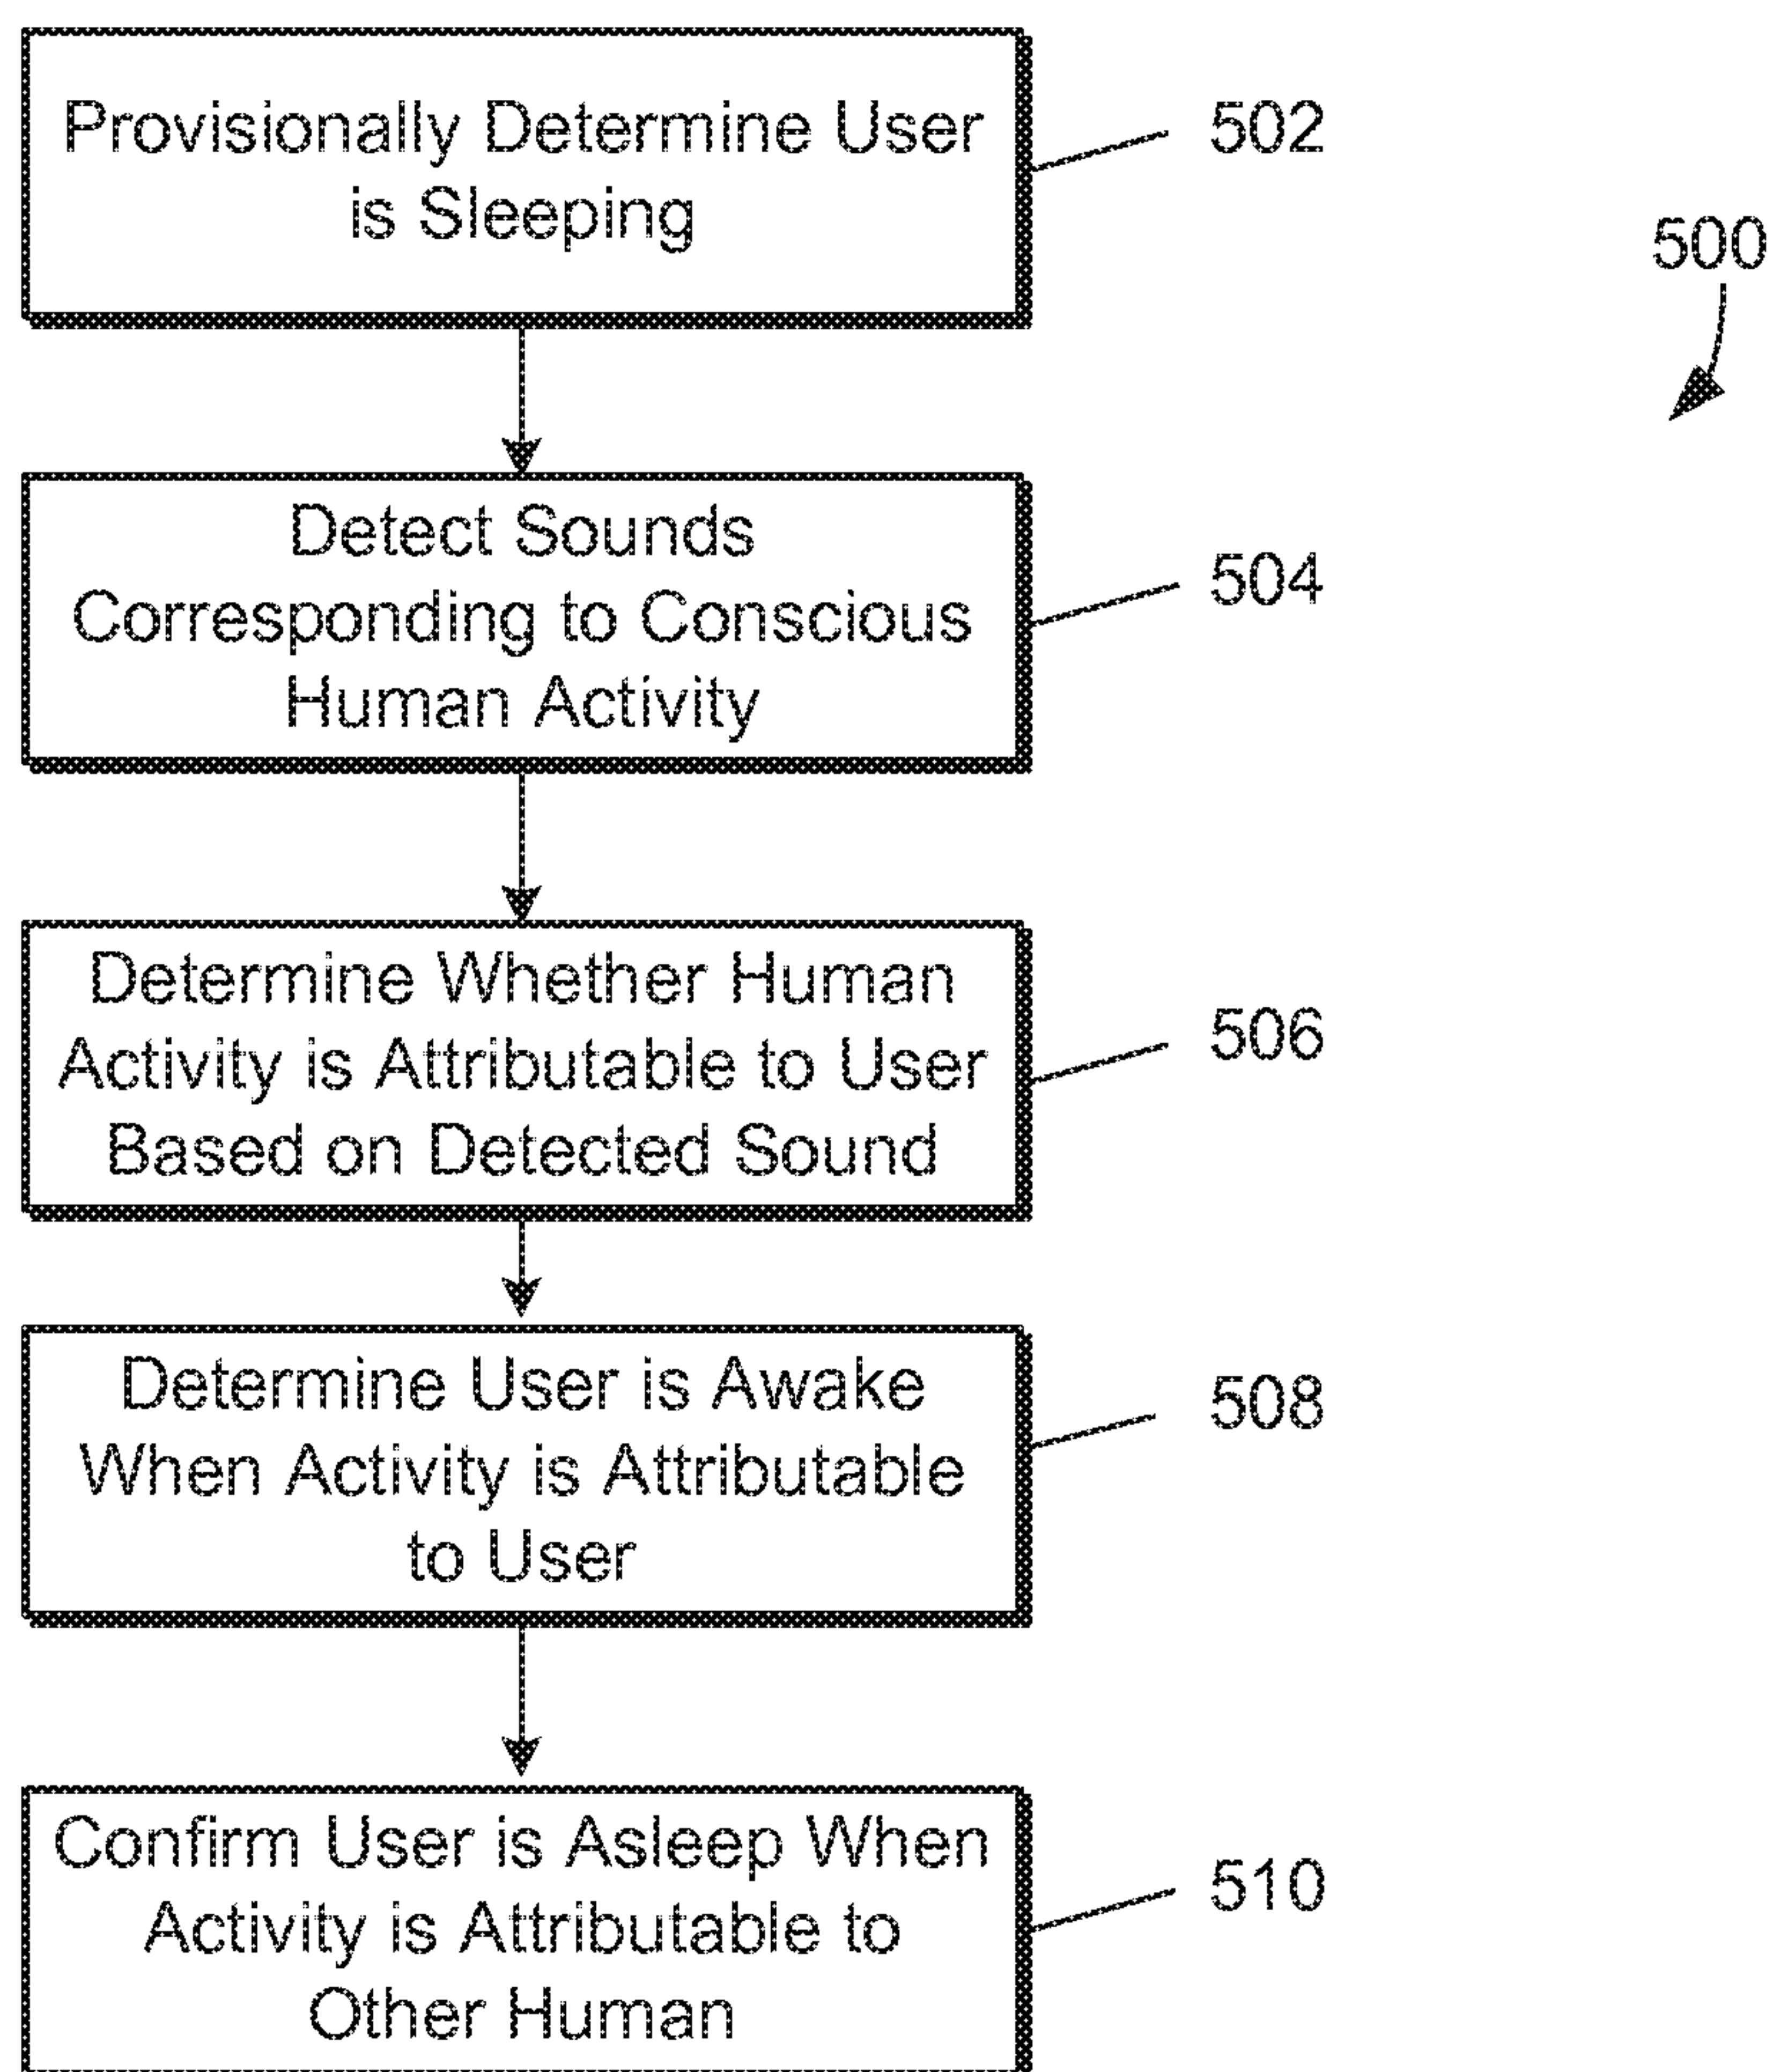 Provisionally Determine User
is Sleeping
502
500
Detect Sounds
Corresponding to Conscious
Human Activity
504
Determine Whether Human
Activity is Attributable to User
Based on Detected Sound
506
Determine User is Awake
When Activity is Attributable
to User
508
Confirm User is Asleep When
Activity is Attributable to
Other Human
510